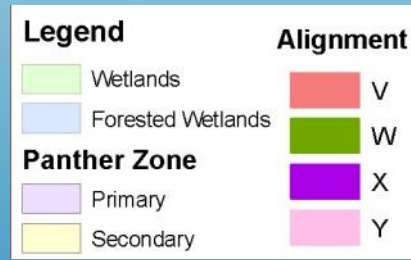 Legend
Wetlands
Forested Wetlands
Panther Zone
Primary
Secondary
Alignment
V
W
X
Y